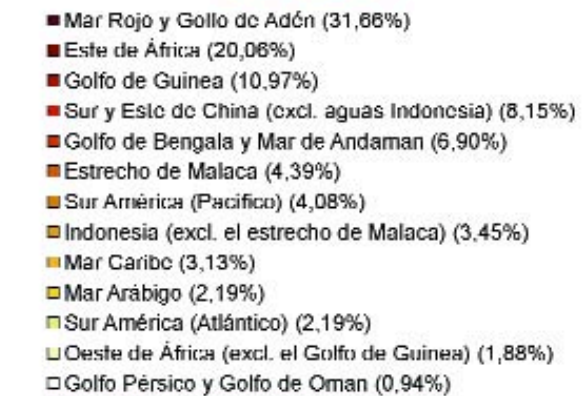 Mar Rojo y Golfo de Adén (31,66%)
Este de África (20,06%)
Golfo de Guinea (10,97%)
Sur y Este de China (excl. aguas Indonesia) (8,15%)
Golfo de Bengala y Mar de Andaman (6,90%)
Estrecho de Malaca (4,39%)
Sur América (Pacifico) (4,08%)
Indonesia (excl. el estrecho de Malaca) (3,45%)
Mar Caribe (3,13%)
Mar Arábigo (2,19%)
Sur América (Atlántico) (2,19%)
Oeste de África (excl. el Golfo de Guinea) (1,88%)
Golfo Pérsico y Golfo de Oman (0,94%)